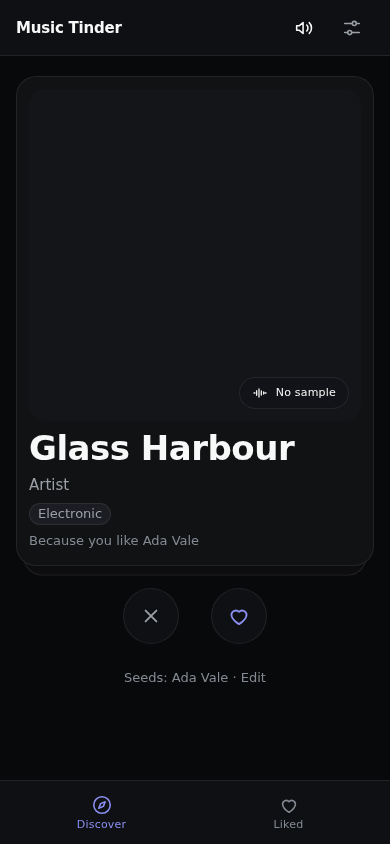 Music Tinder
No sample
Glass Harbour
Artist
Electronic
Because you like Ada Vale
Seeds: Ada Vale · Edit
Discover
Liked